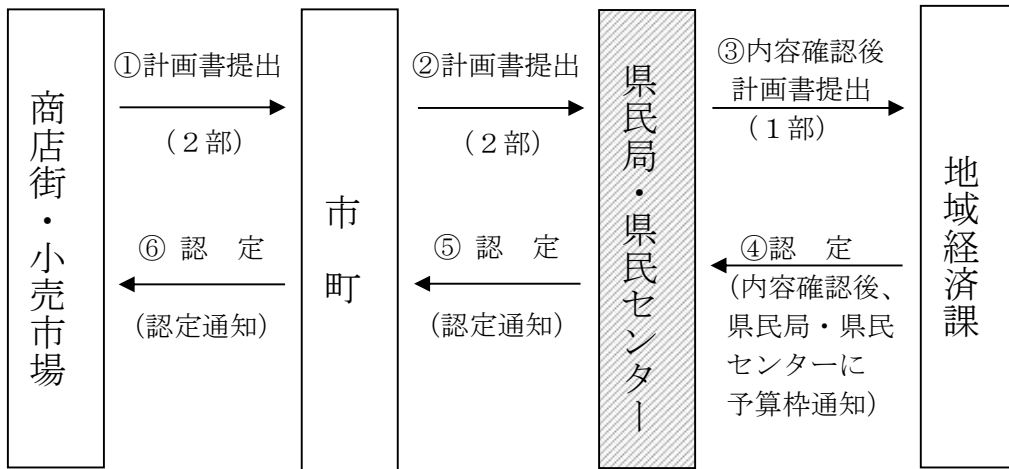 商店街・小売市場
①計画書提出
（２部）
⑥ 認　定
(認定通知)
市町
②計画書提出
（２部）
⑤ 認　定
(認定通知)
県民局・県民センター
③内容確認後
計画書提出
（１部）
④認　定
(内容確認後、
県民局・県民
センターに
予算枠通知)
地域経済課